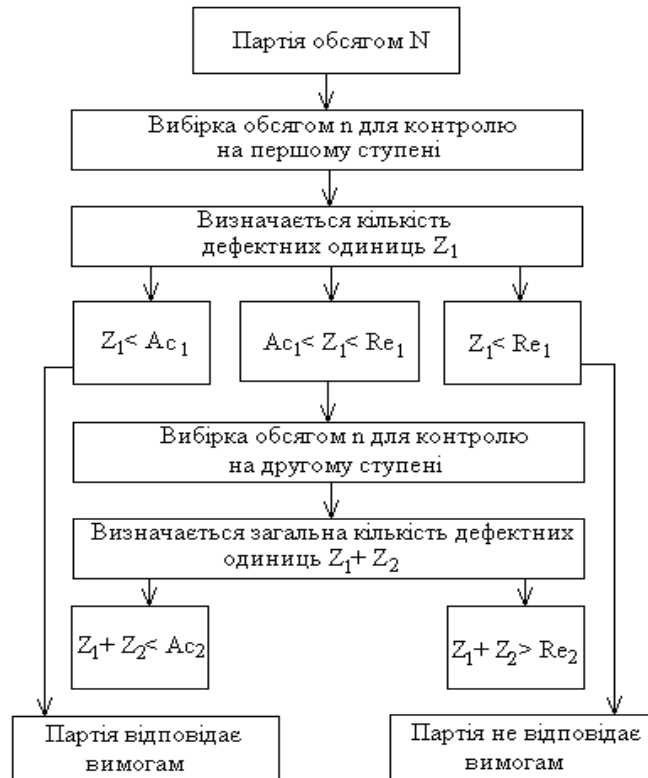 Партія обсягом N
Вибірка обсягом n для контролю
на першому ступені
Визначається кількість
дефектних одиниць Z₁
Z₁< Ac₁
Ac₁< Z₁< Re₁
Z₁< Re₁
Вибірка обсягом n для контролю
на другому ступені
Визначається загальна кількість дефектних
одиниць Z₁+ Z₂
Z₁+ Z₂< Ac₂
Z₁+ Z₂> Re₂
Партія відповідає
вимогам
Партія не відповідає
вимогам